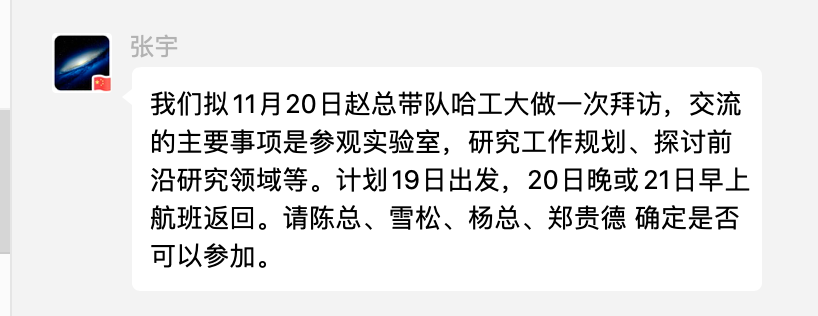 张宇
我们拟11月20日赵总带队哈工大做一次拜访，交流
的主要事项是参观实验室，研究工作规划、探讨前
沿研究领域等。计划19日出发，20日晚或21日早上
航班返回。请陈总、雪松、杨总、郑贵德 确定是否
可以参加。